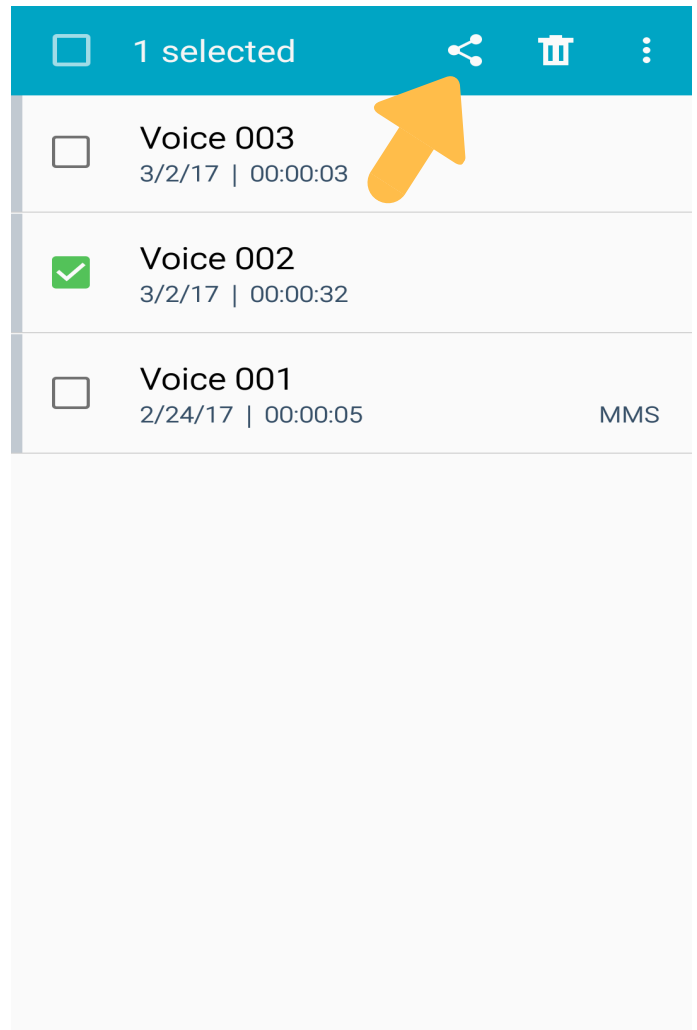 1 selected
Voice 003
3/2/17 | 00:00:03
Voice 002
3/2/17 | 00:00:32
Voice 001
2/24/17 | 00:00:05 MMS